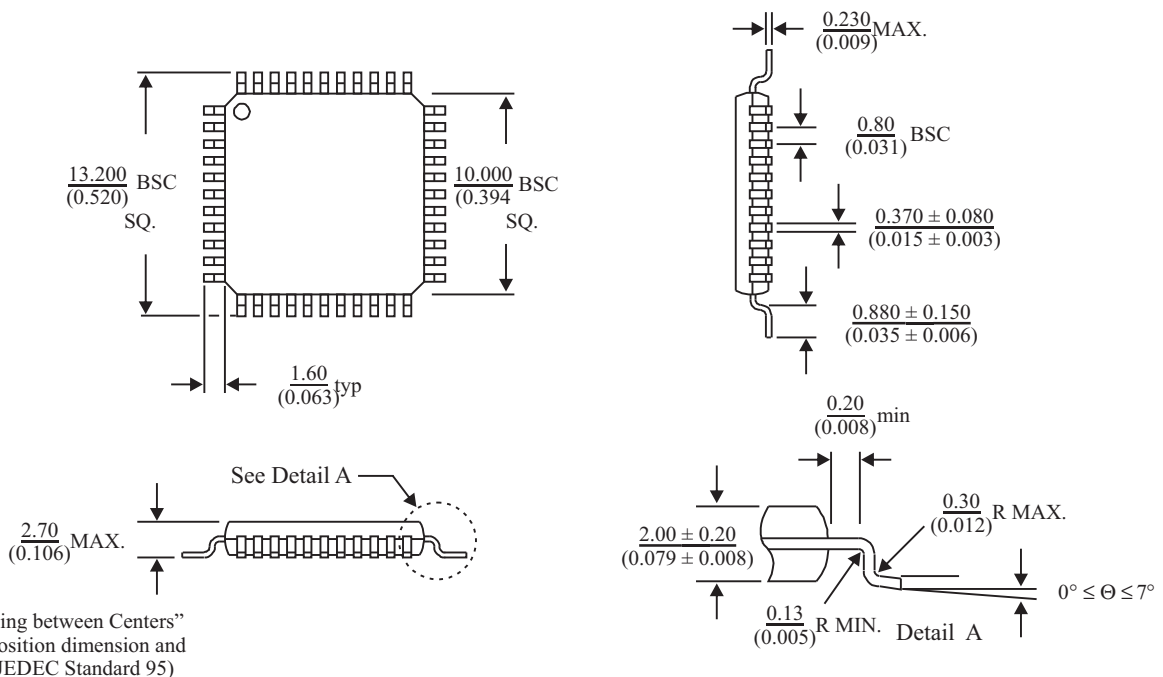 0.230
(0.009) MAX.
13.200
(0.520) BSC
SQ.
10.000
(0.394 BSC
SQ.
0.80
(0.031) BSC
0.370 ± 0.080
(0.015 ± 0.003)
0.880 ± 0.150
(0.035 ± 0.006)
1.60
(0.063) typ
0.20
(0.008) min
See Detail A
2.70
(0.106) MAX.
2.00 ± 0.20
(0.079 ± 0.008)
0.30
(0.012) R MAX.
0.13
(0.005) R MIN.
Detail A
0° ≤ Θ ≤ 7°
ing between Centers”
osition dimension and
JEDEC Standard 95)